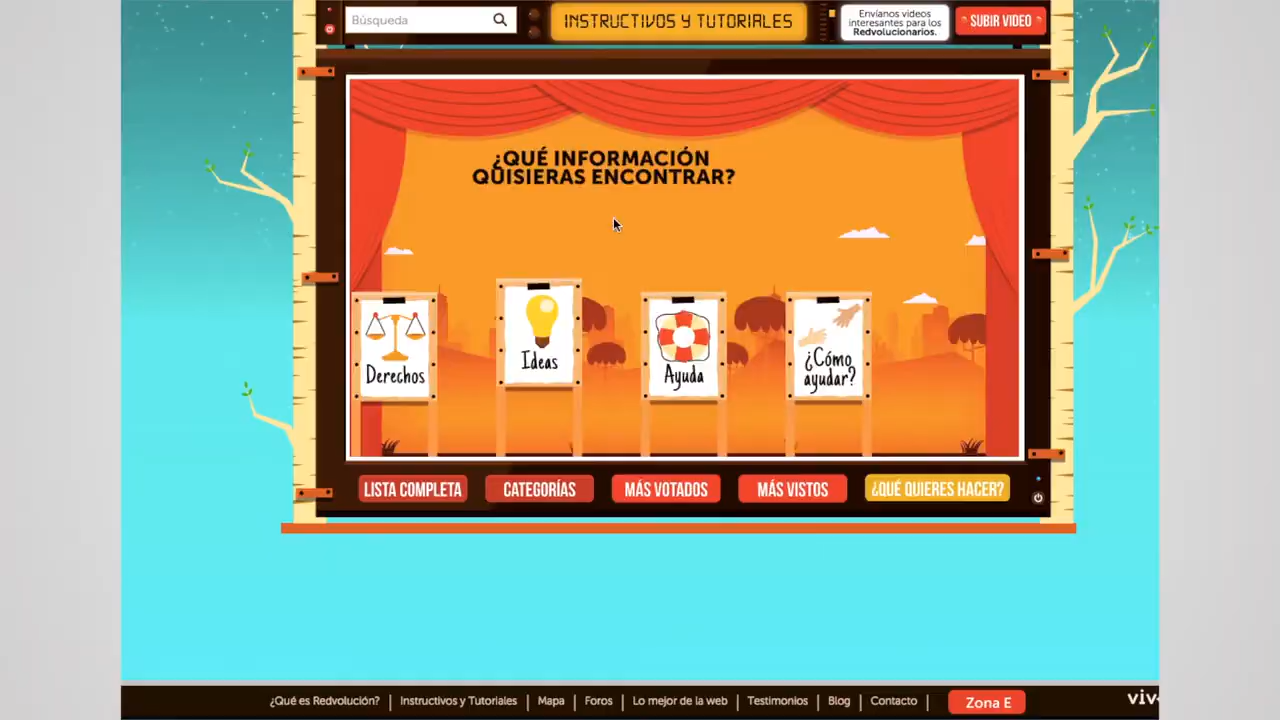 Búsqueda
INSTRUCTIVOS Y TUTORIALES
Envíanos videos
interesantes para los
Redvolucionarios.
SUBIR VIDEO
¿QUÉ INFORMACIÓN
QUISIERAS ENCONTRAR?
Derechos
Ideas
Ayuda
¿Cómo
ayudar?
LISTA COMPLETA
CATEGORÍAS
MÁS VOTADOS
MÁS VISTOS
¿QUÉ QUIERES HACER?
¿Qué es Redvolución? | Instructivos y Tutoriales | Mapa | Foros | Lo mejor de la web | Testimonios | Blog | Contacto | Zona E